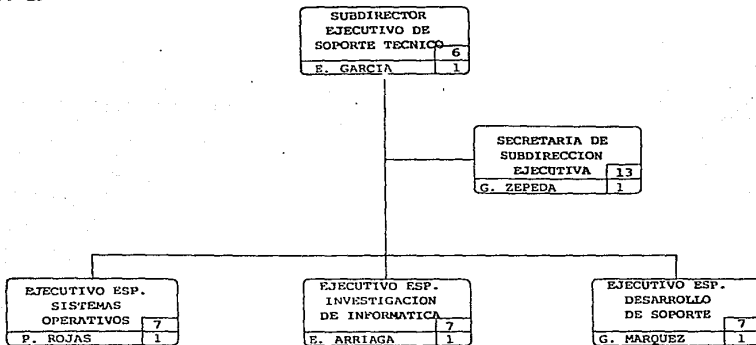 SUBDIRECTOR
EJECUTIVO DE
SOPORTE TECNICO
6
E. GARCIA 1
SECRETARIA DE
SUBDIRECCION
EJECUTIVA 13
G. ZEPEDA 1
EJECUTIVO ESP.
SISTEMAS
OPERATIVOS 7
P. ROJAS 1
EJECUTIVO ESP.
INVESTIGACION
DE INFORMATICA
7
E. ARRIAGA 1
EJECUTIVO ESP.
DESARROLLO
DE SOPORTE
7
G. MARQUEZ 1